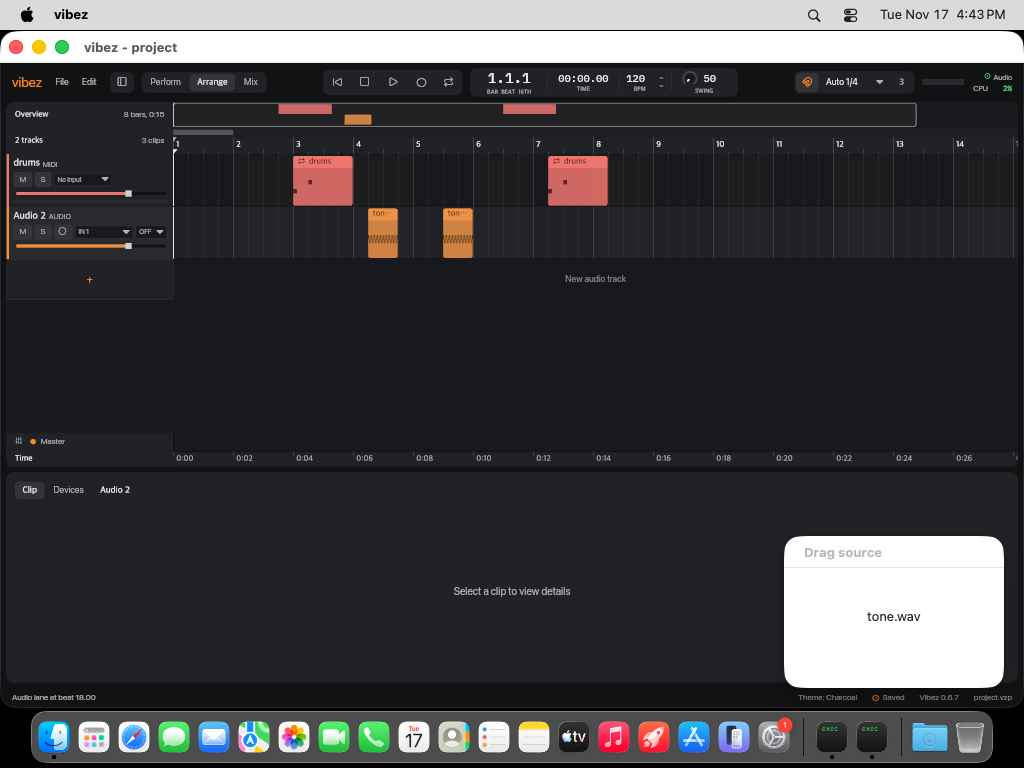 vibez
Tue Nov 17 4:43 PM
vibez - project
vibez File Edit Perform Arrange Mix
1.1.1 00:00.00 120 50 Auto 1/4 3 Audio
BAR BEAT 16TH TIME BPM SWING CPU 2%
Overview 8 bars, 0:15
2 tracks 3 clips
1 2 3 4 5 6 7 8 9 10 11 12 13 14
drums MIDI
M S No Input
drums drums
Audio 2 AUDIO
M S IN 1 OFF
ton··· ton···
+
New audio track
Master
Time 0:00 0:02 0:04 0:06 0:08 0:10 0:12 0:14 0:16 0:18 0:20 0:22 0:24 0:26
Clip Devices Audio 2
Select a clip to view details
Drag source
tone.wav
Audio lane at beat 18.00
Theme: Charcoal Saved Vibez 0.6.7 project.vzp
Tue
17
tv
1
exec exec